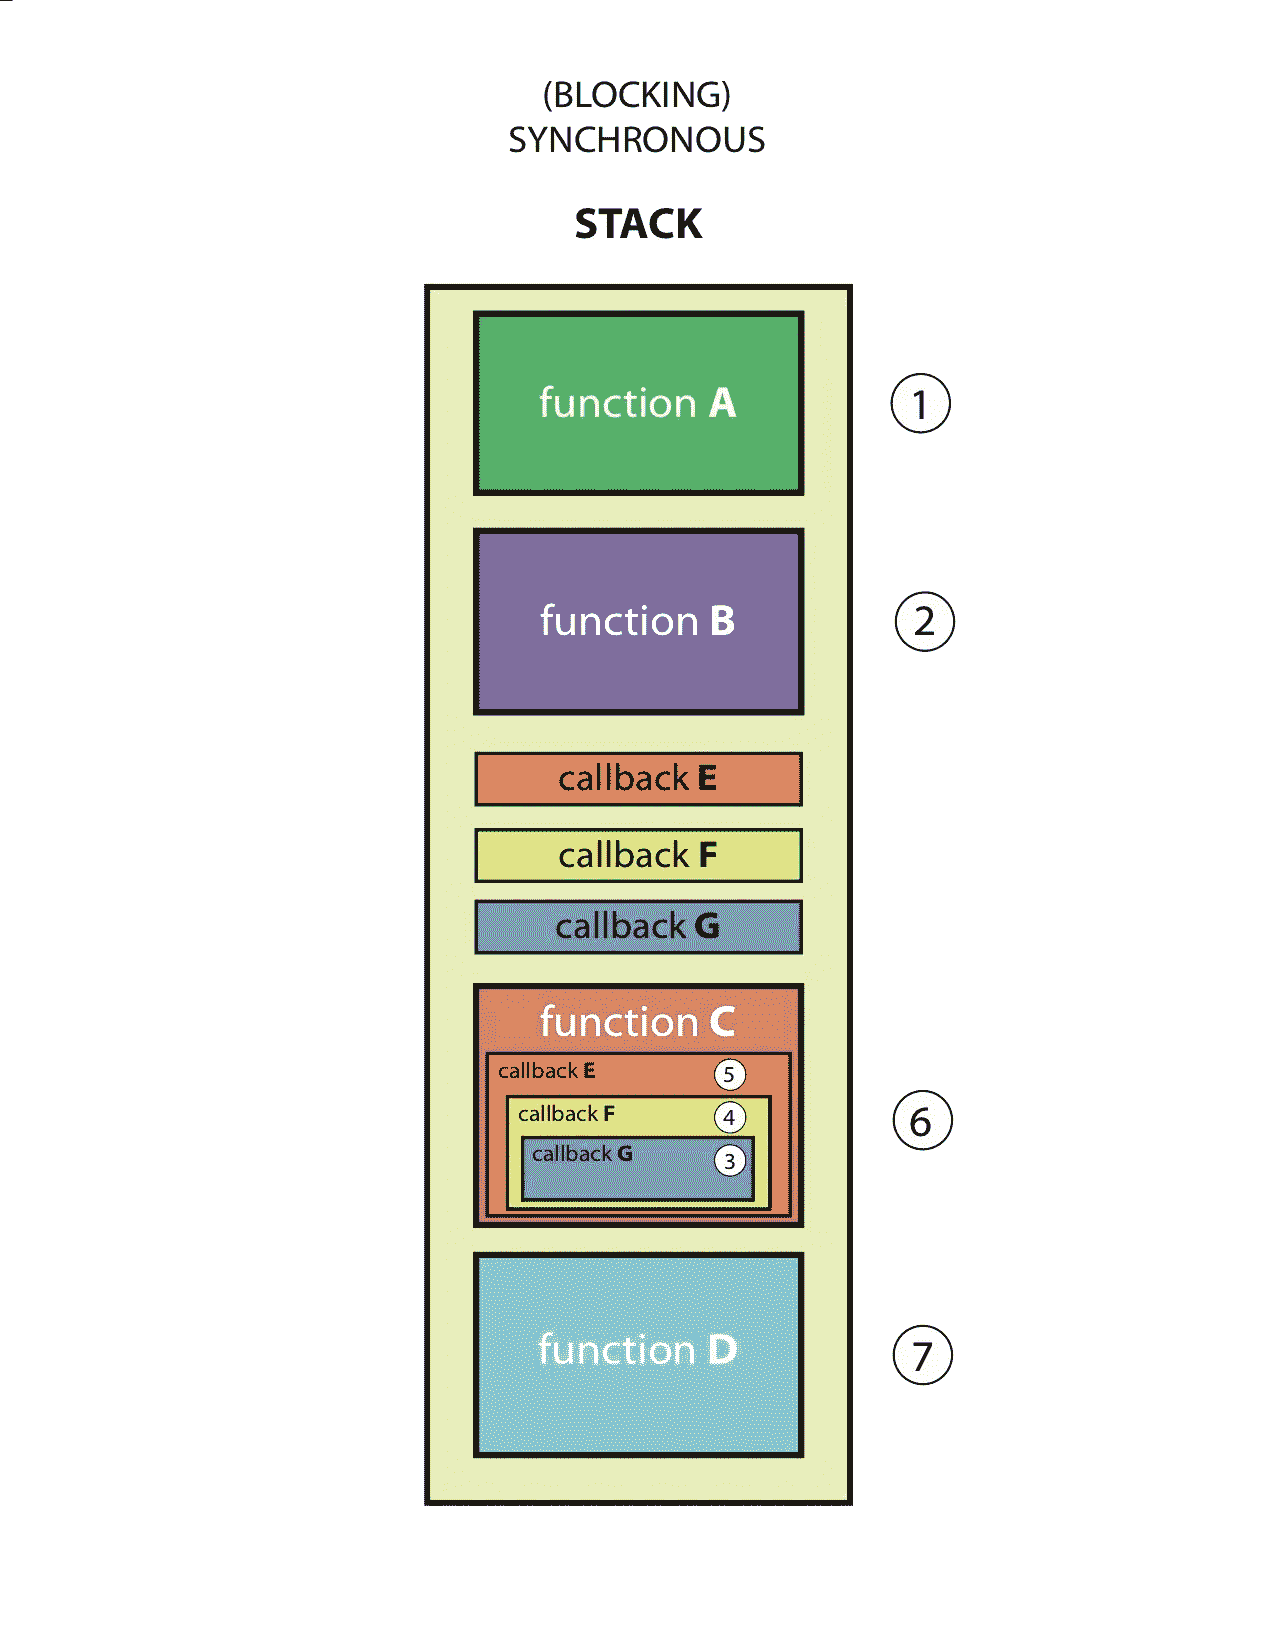 (BLOCKING)
SYNCHRONOUS
STACK
function A
1
function B
2
callback E
callback F
callback G
function C
callback E
5
callback F
4
callback G
3
6
function D
7